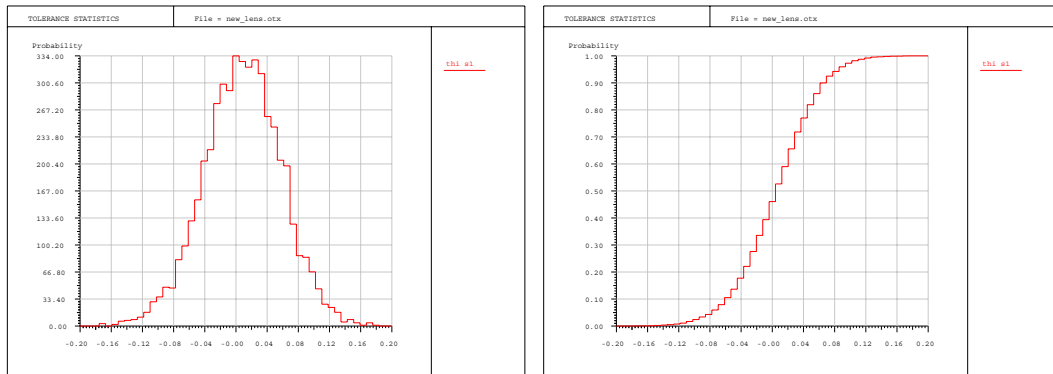 TOLERANCE STATISTICS
File = new_lens.otx
Probability
334.00
300.60
267.20
233.80
200.40
167.00
133.60
100.20
66.80
33.40
0.00
-0.20 -0.16 -0.12 -0.08 -0.04 -0.00 0.04 0.08 0.12 0.16 0.20
thi s1
TOLERANCE STATISTICS
File = new_lens.otx
Probability
1.00
0.90
0.80
0.70
0.60
0.50
0.40
0.30
0.20
0.10
0.00
-0.20 -0.16 -0.12 -0.08 -0.04 -0.00 0.04 0.08 0.12 0.16 0.20
thi s1